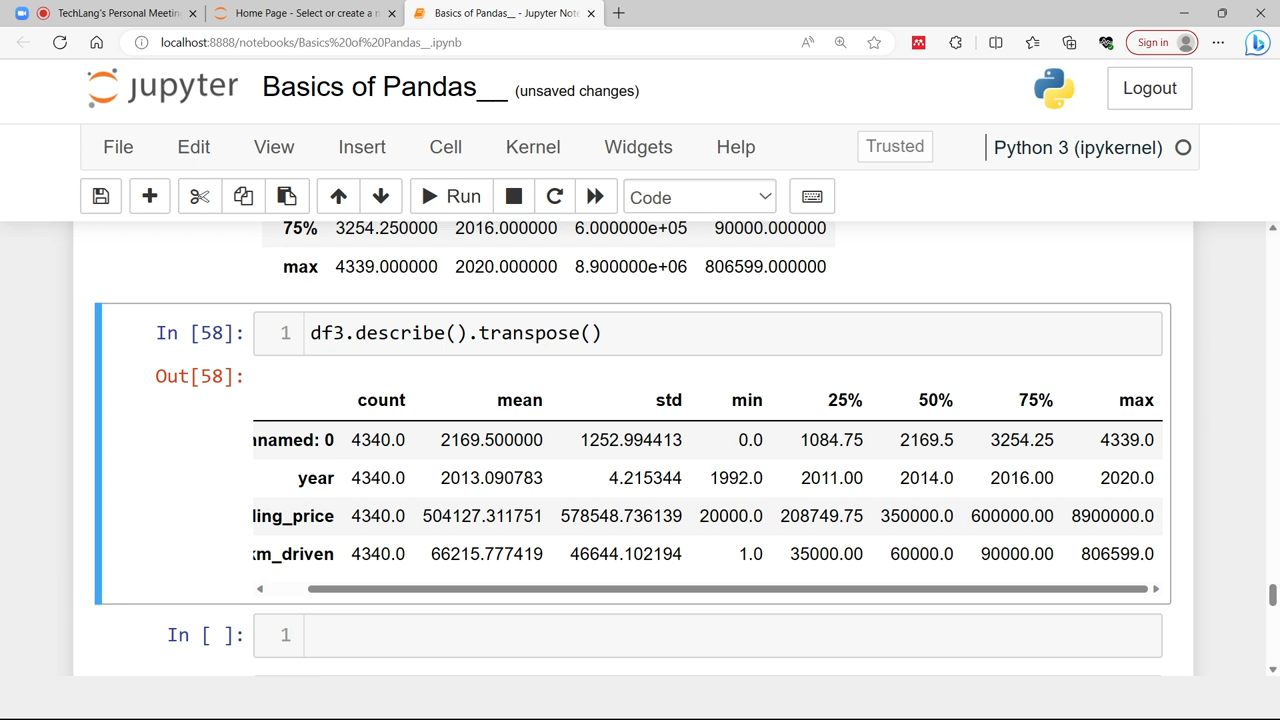 TechLang's Personal Meetin
Home Page - Select or create a n
Basics of Pandas__ - Jupyter Note
localhost:8888/notebooks/Basics%20of%20Pandas__.ipynb
Sign in
jupyter Basics of Pandas__ (unsaved changes)
Logout
File Edit View Insert Cell Kernel Widgets Help Trusted Python 3 (ipykernel)
Run Code
75% 3254.250000 2016.000000 6.000000e+05 90000.000000
max 4339.000000 2020.000000 8.900000e+06 806599.000000
In [58]: 1 df3.describe().transpose()
Out[58]:
count mean std min 25% 50% 75% max
nnamed: 0 4340.0 2169.500000 1252.994413 0.0 1084.75 2169.5 3254.25 4339.0
year 4340.0 2013.090783 4.215344 1992.0 2011.00 2014.0 2016.00 2020.0
ling_price 4340.0 504127.311751 578548.736139 20000.0 208749.75 350000.0 600000.00 8900000.0
km_driven 4340.0 66215.777419 46644.102194 1.0 35000.00 60000.0 90000.00 806599.0
In [ ]: 1